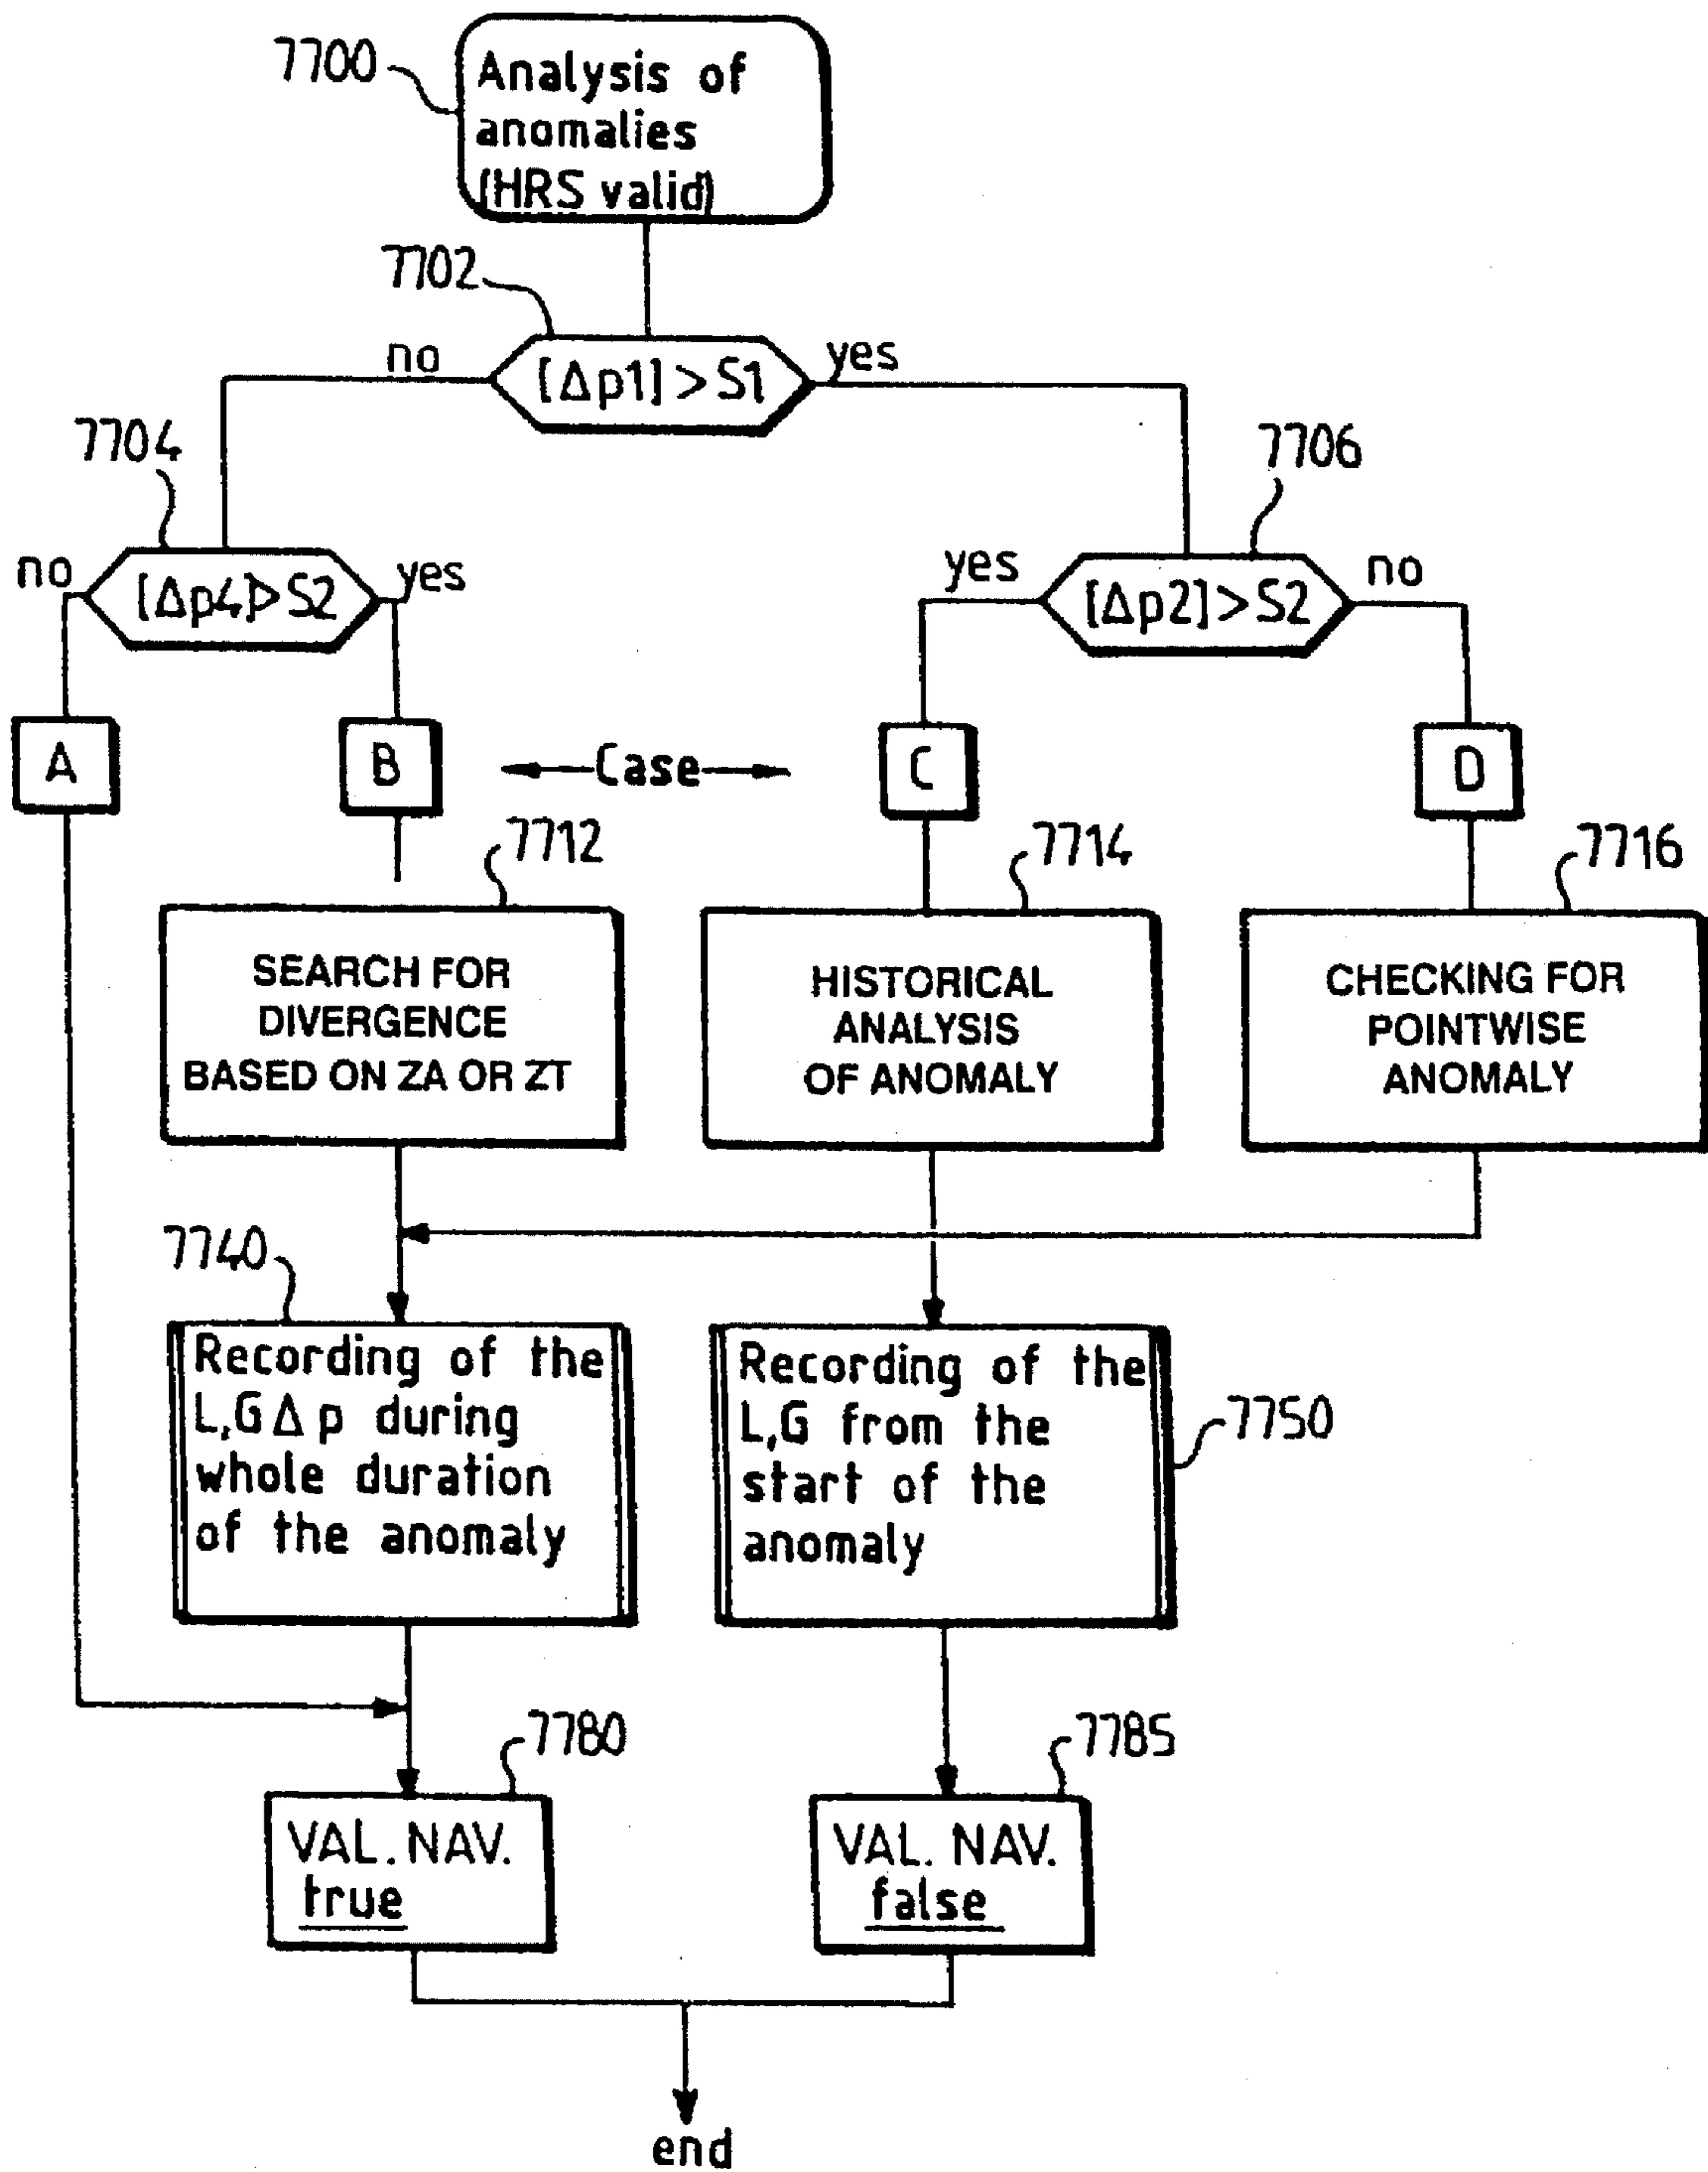 7700
Analysis of
anomalies
(HRS valid)
7702
no
[Δp1] > S1
yes
7704
7706
no
[Δp4]> S2
yes
yes
[Δp2] > S2
no
A
B
Case
C
D
7712
7714
7716
SEARCH FOR
DIVERGENCE
BASED ON ZA OR ZT
HISTORICAL
ANALYSIS
OF ANOMALY
CHECKING FOR
POINTWISE
ANOMALY
7740
Recording of the
L,G Δ p during
whole duration
of the anomaly
Recording of the
L,G from the
start of the
anomaly
7750
7780
7785
VAL. NAV.
true
VAL. NAV.
false
end